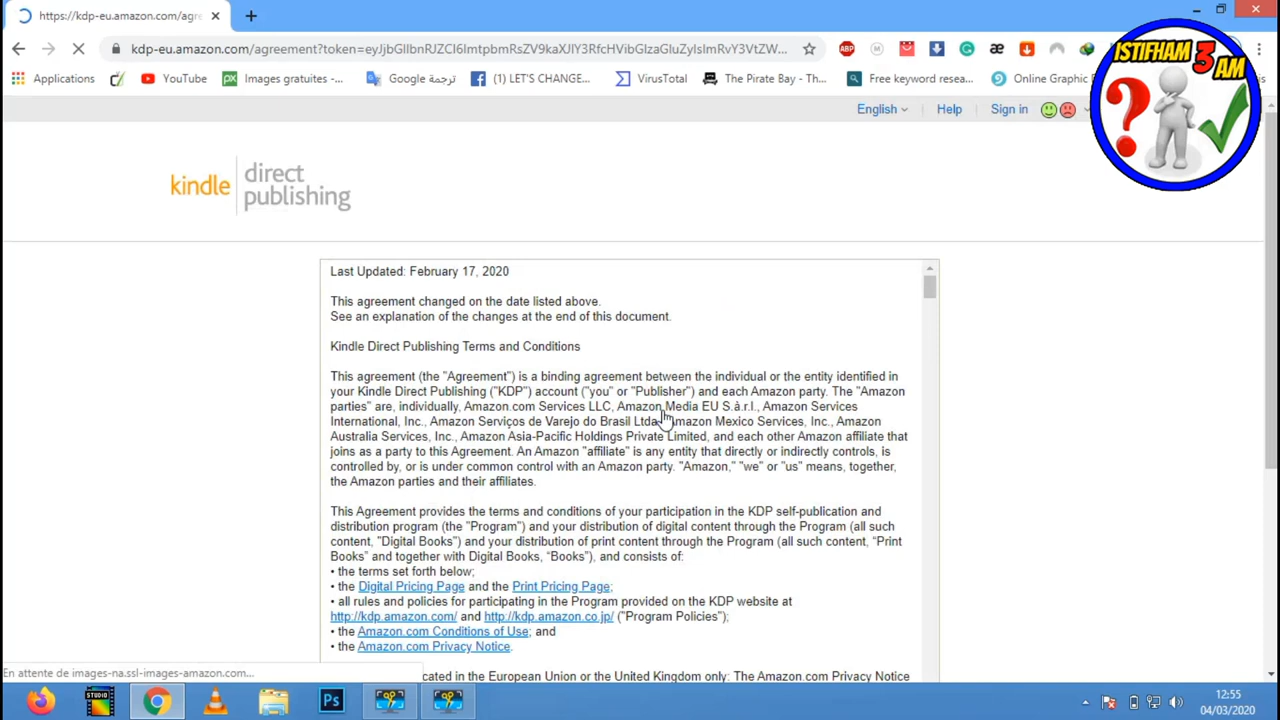 https://kdp-eu.amazon.com/agre
kdp-eu.amazon.com/agreement?token=
Applications
YouTube
Images gratuites -...
Google ترجمة
(1) LET'S CHANGE...
VirusTotal
The Pirate Bay - Th...
Free keyword resea...
Online Graphic
ISTIFHAM 3 AM
English
Help
Sign in
kindle direct publishing
Last Updated: February 17, 2020
This agreement changed on the date listed above.
See an explanation of the changes at the end of this document.
Kindle Direct Publishing Terms and Conditions
This agreement (the "Agreement") is a binding agreement between the individual or the entity identified in
your Kindle Direct Publishing ("KDP") account ("you" or "Publisher") and each Amazon party. The "Amazon
parties" are, individually, Amazon.com Services LLC, Amazon Media EU S.à.r.l., Amazon Services
International, Inc., Amazon Serviços de Varejo do Brasil Ltda. Amazon Mexico Services, Inc., Amazon
Australia Services, Inc., Amazon Asia-Pacific Holdings Private Limited, and each other Amazon affiliate that
joins as a party to this Agreement. An Amazon "affiliate" is any entity that directly or indirectly controls, is
controlled by, or is under common control with an Amazon party. "Amazon," "we" or "us" means, together,
the Amazon parties and their affiliates.
This Agreement provides the terms and conditions of your participation in the KDP self-publication and
distribution program (the "Program") and your distribution of digital content through the Program (all such
content, "Digital Books") and your distribution of print content through the Program (all such content, “Print
Books” and together with Digital Books, “Books”), and consists of:
• the terms set forth below;
• the Digital Pricing Page and the Print Pricing Page;
• all rules and policies for participating in the Program provided on the KDP website at
http://kdp.amazon.com/ and http://kdp.amazon.co.jp/ ("Program Policies");
• the Amazon.com Conditions of Use; and
• the Amazon.com Privacy Notice.
cated in the European Union or the United Kingdom only: The Amazon.com Privacy Notice
En attente de images-na.ssl-images-amazon.com...
STUDIO
Ps
12:55
04/03/2020